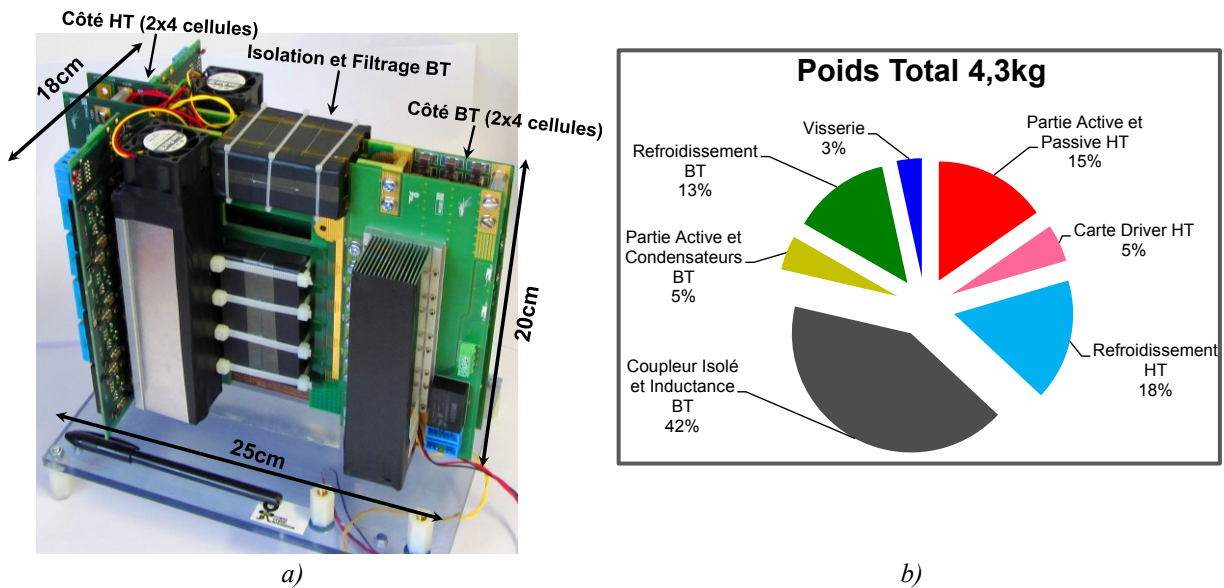 Côté HT (2x4 cellules)
Isolation et Filtrage BT
18cm
Côté BT (2x4 cellules)
20cm
25cm
a)
Poids Total 4,3kg
Visserie
3%
Partie Active et
Passive HT
15%
Refroidissement
BT
13%
Carte Driver HT
5%
Partie Active et
Condensateurs
BT
5%
Refroidissement
HT
18%
Coupleur Isolé
et Inductance
BT
42%
b)